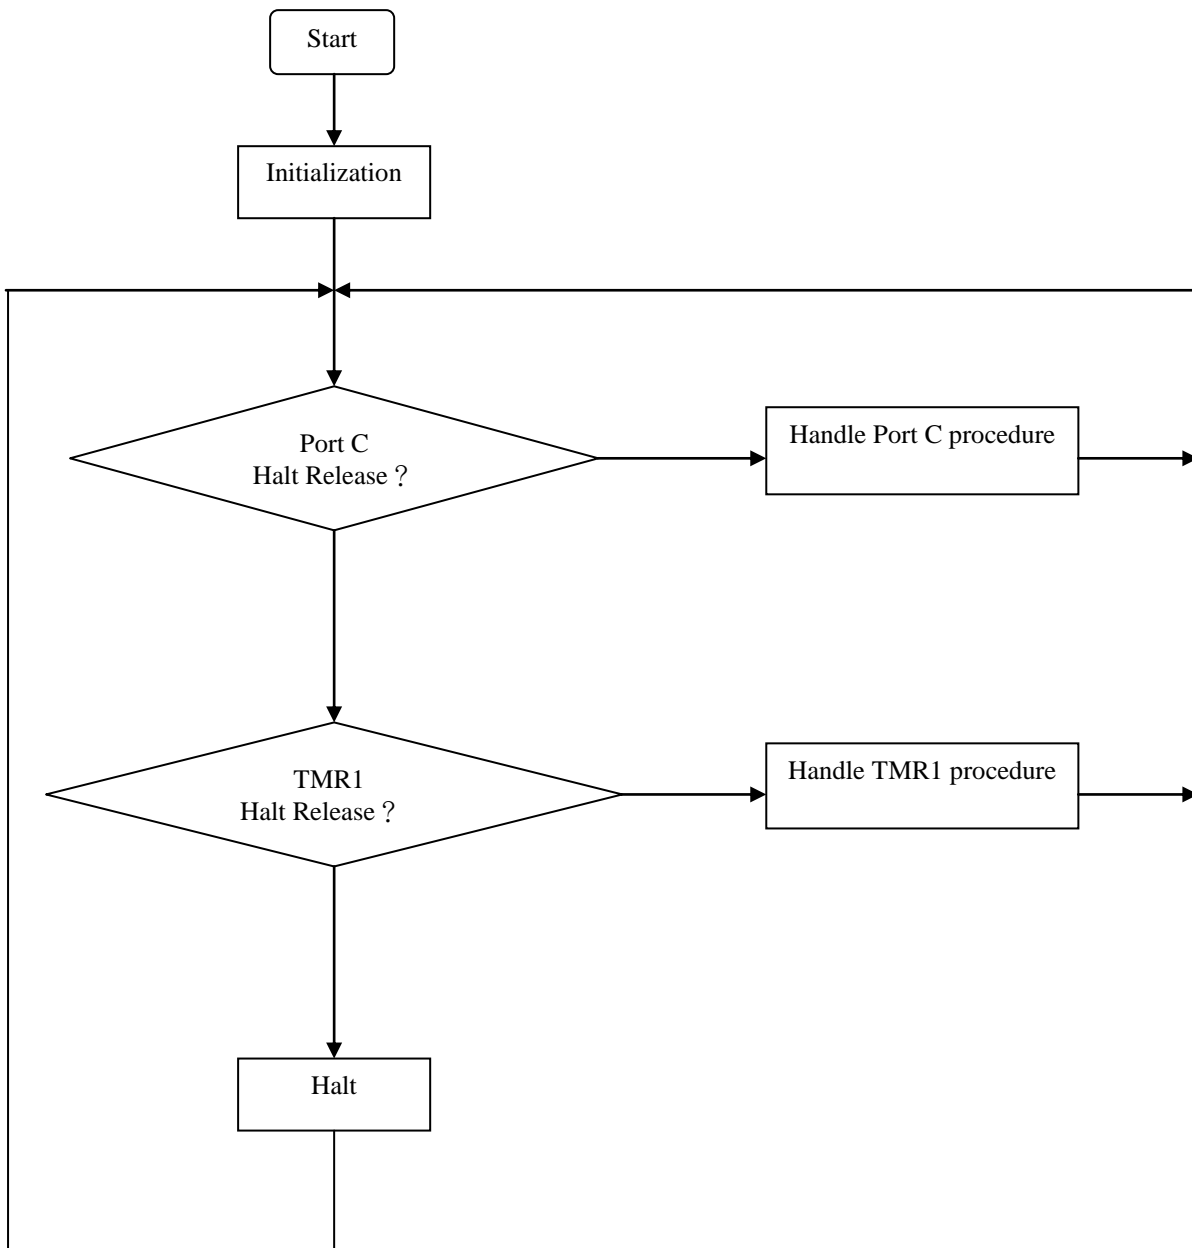 Start
Initialization
Port C
Halt Release？
Handle Port C procedure
TMR1
Halt Release？
Handle TMR1 procedure
Halt